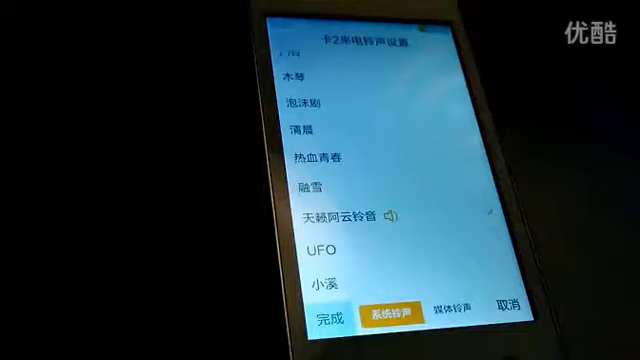 优酷
卡2来电铃声设置
木琴
泡沫剧
清晨
热血青春
融雪
天籁阿云铃音
UFO
小溪
完成 系统铃声 媒体铃声 取消